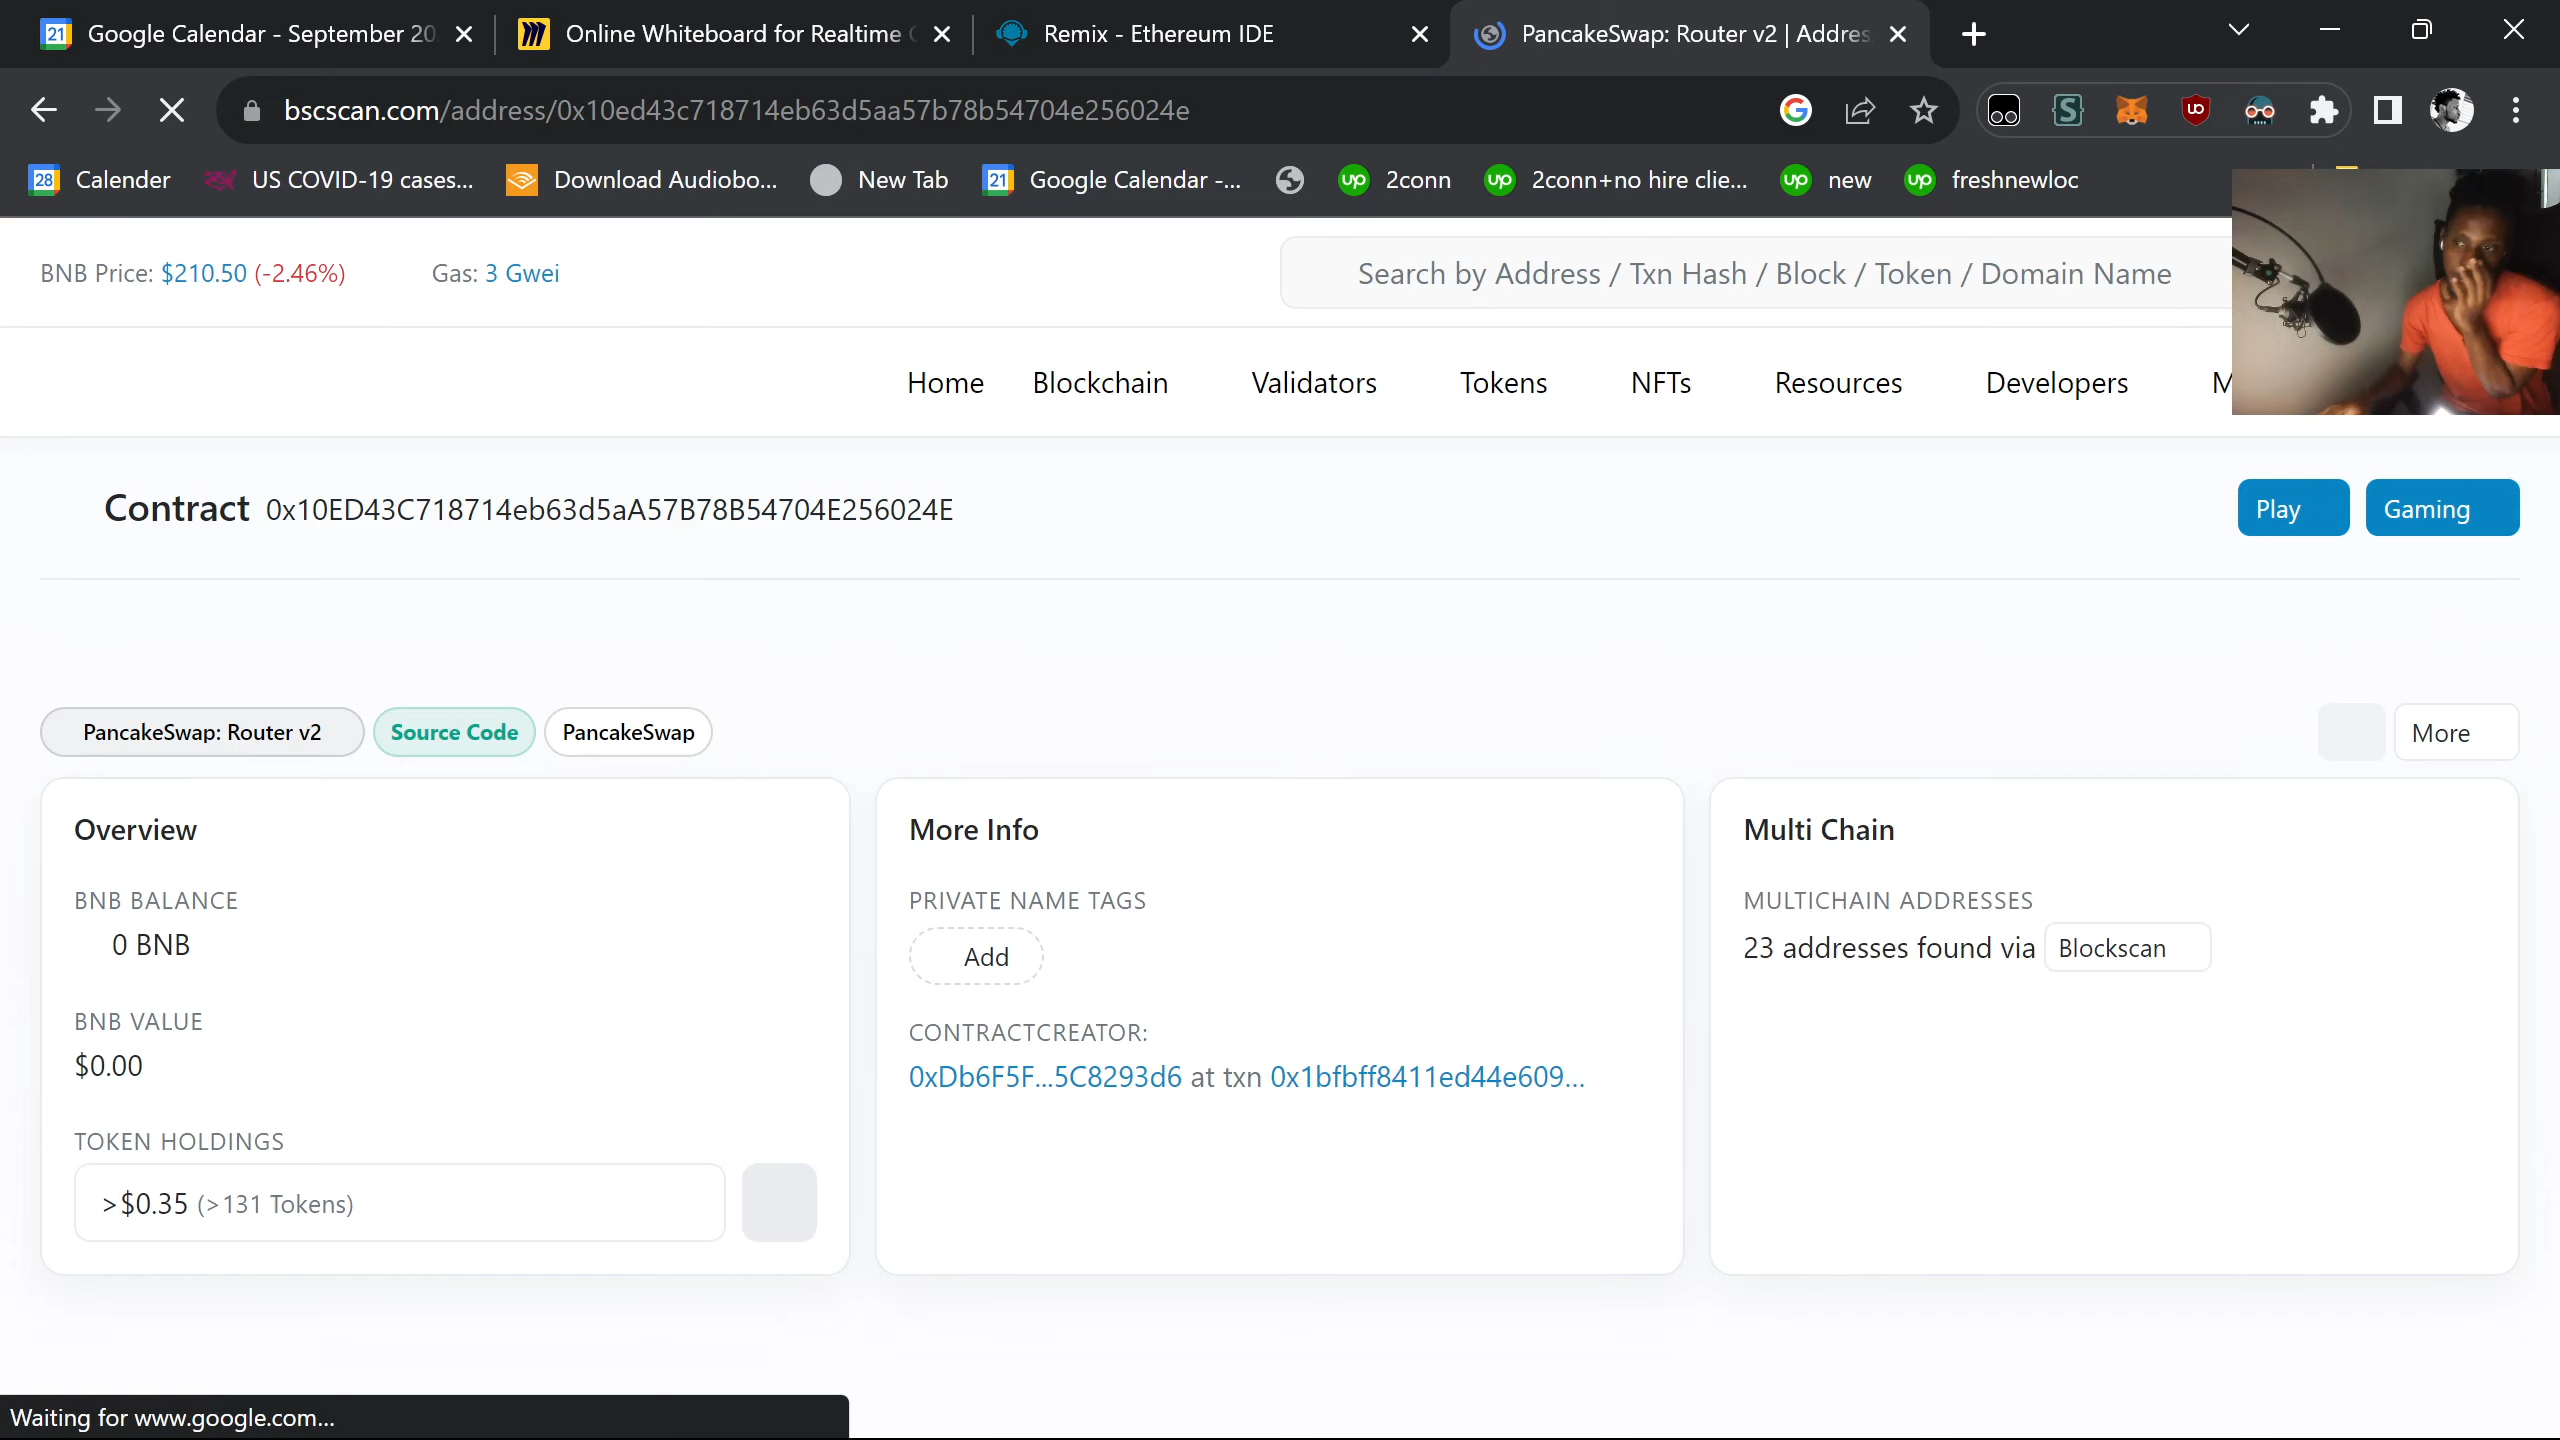 Google Calendar - September 20
Online Whiteboard for Realtime C
Remix - Ethereum IDE
PancakeSwap: Router v2 | Addres
bscscan.com/address/0x10ed43c718714eb63d5aa57b78b54704e256024e
Calender
US COVID-19 cases...
Download Audiobo...
New Tab
Google Calendar -...
2conn
2conn+no hire clie...
new
freshnewloc
BNB Price: $210.50 (-2.46%)
Gas: 3 Gwei
Search by Address / Txn Hash / Block / Token / Domain Name
Home
Blockchain
Validators
Tokens
NFTs
Resources
Developers
M
Contract 0x10ED43C718714eb63d5aA57B78B54704E256024E
Play
Gaming
PancakeSwap: Router v2
Source Code
PancakeSwap
More
Overview
BNB BALANCE
0 BNB
BNB VALUE
$0.00
TOKEN HOLDINGS
>$0.35 (>131 Tokens)
More Info
PRIVATE NAME TAGS
Add
CONTRACTCREATOR:
0xDb6F5F...5C8293d6 at txn 0x1bfbff8411ed44e609...
Multi Chain
MULTICHAIN ADDRESSES
23 addresses found via Blockscan
Waiting for www.google.com...